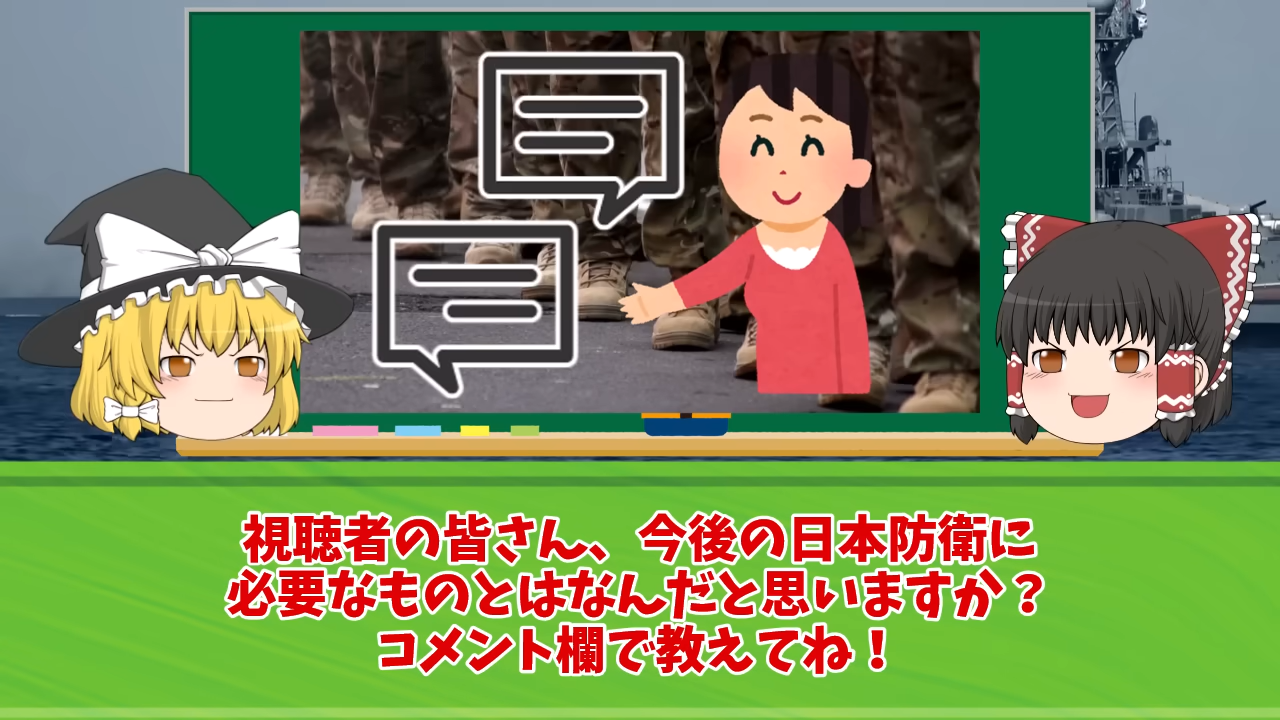 視聴者の皆さん、今後の日本防衛に
必要なものとはなんだと思いますか？
コメント欄で教えてね！